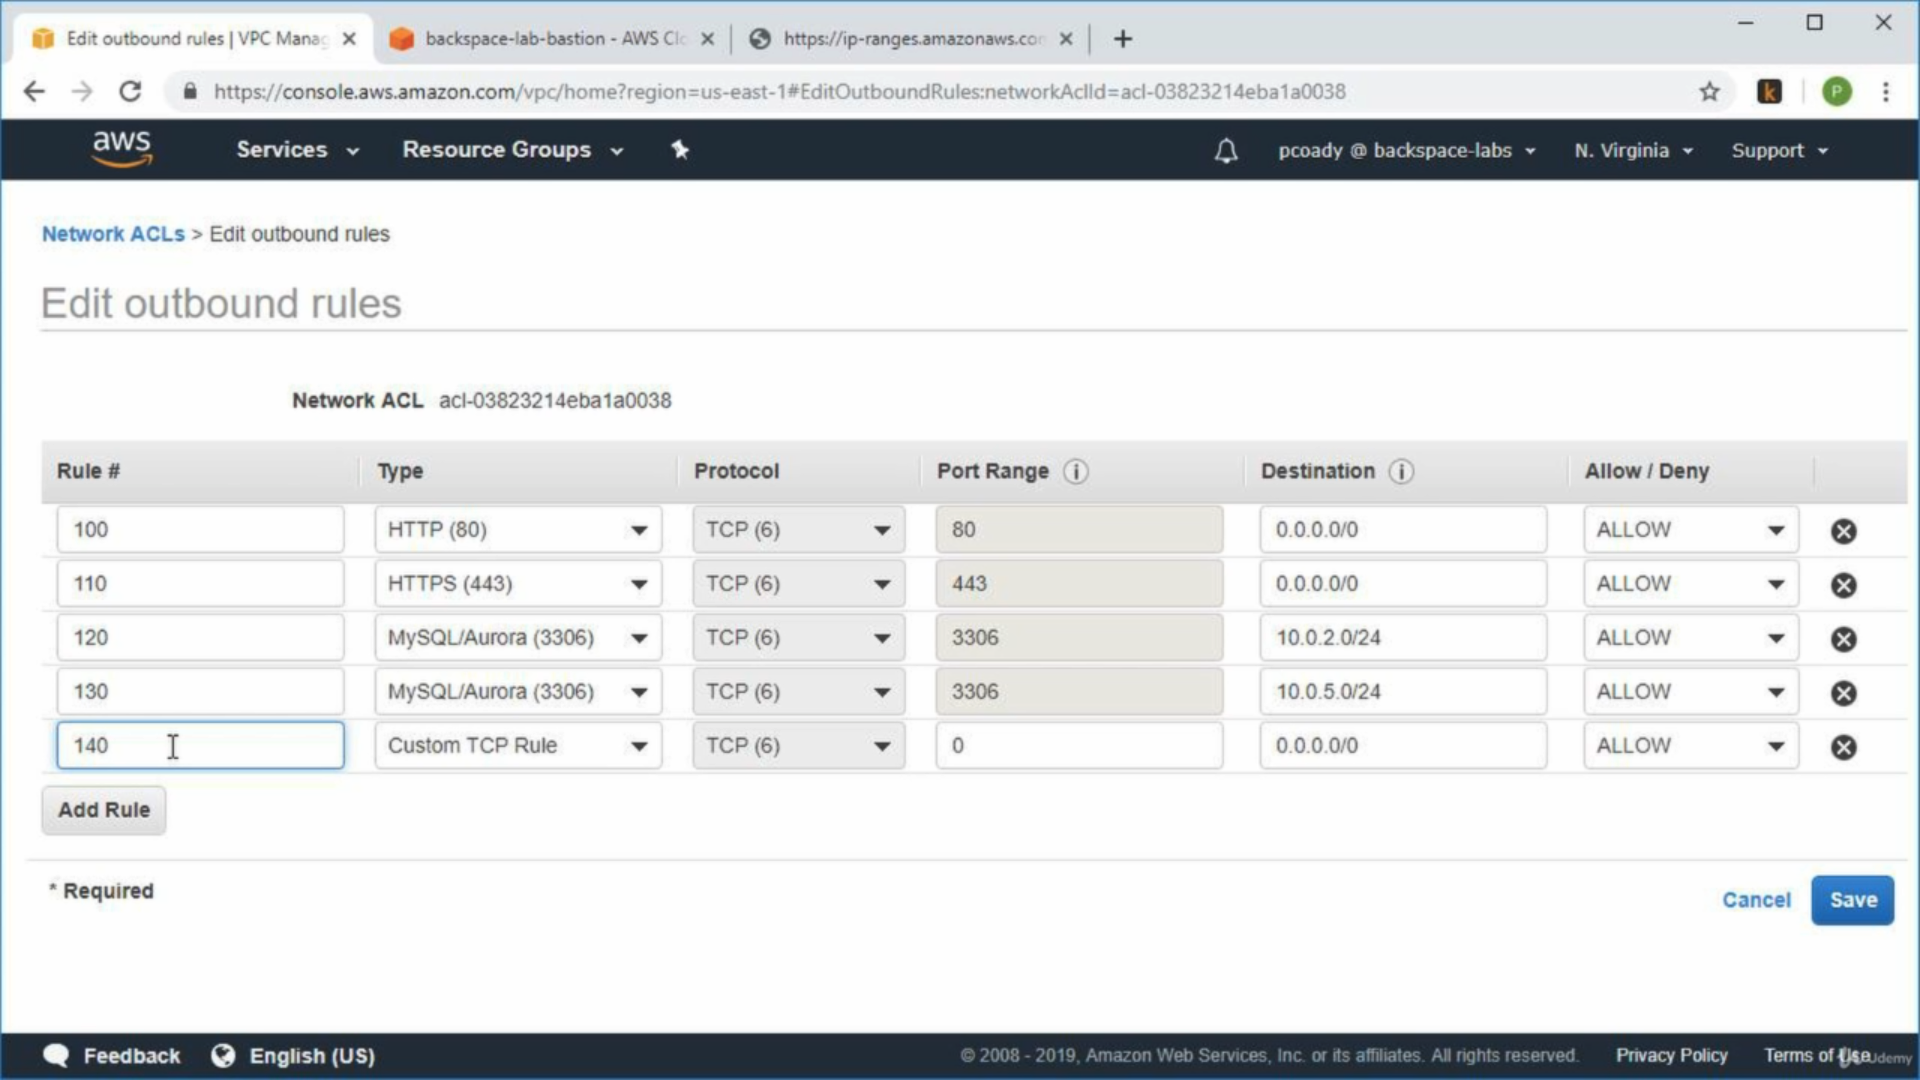 Edit outbound rules | VPC Manag
backspace-lab-bastion - AWS Clo
https://ip-ranges.amazonaws.con
https://console.aws.amazon.com/vpc/home?region=us-east-1#EditOutboundRules:networkAclId=acl-03823214eba1a0038
k
P
aws
Services
Resource Groups
pcoady @ backspace-labs
N. Virginia
Support
Network ACLs > Edit outbound rules
Edit outbound rules
Network ACL acl-03823214eba1a0038
Rule # Type Protocol Port Range i Destination i Allow / Deny
100 HTTP (80) TCP (6) 80 0.0.0.0/0 ALLOW
110 HTTPS (443) TCP (6) 443 0.0.0.0/0 ALLOW
120 MySQL/Aurora (3306) TCP (6) 3306 10.0.2.0/24 ALLOW
130 MySQL/Aurora (3306) TCP (6) 3306 10.0.5.0/24 ALLOW
140 Custom TCP Rule TCP (6) 0 0.0.0.0/0 ALLOW
Add Rule
* Required
Cancel
Save
Feedback
English (US)
© 2008 - 2019, Amazon Web Services, Inc. or its affiliates. All rights reserved.
Privacy Policy
Terms of Use
Udemy